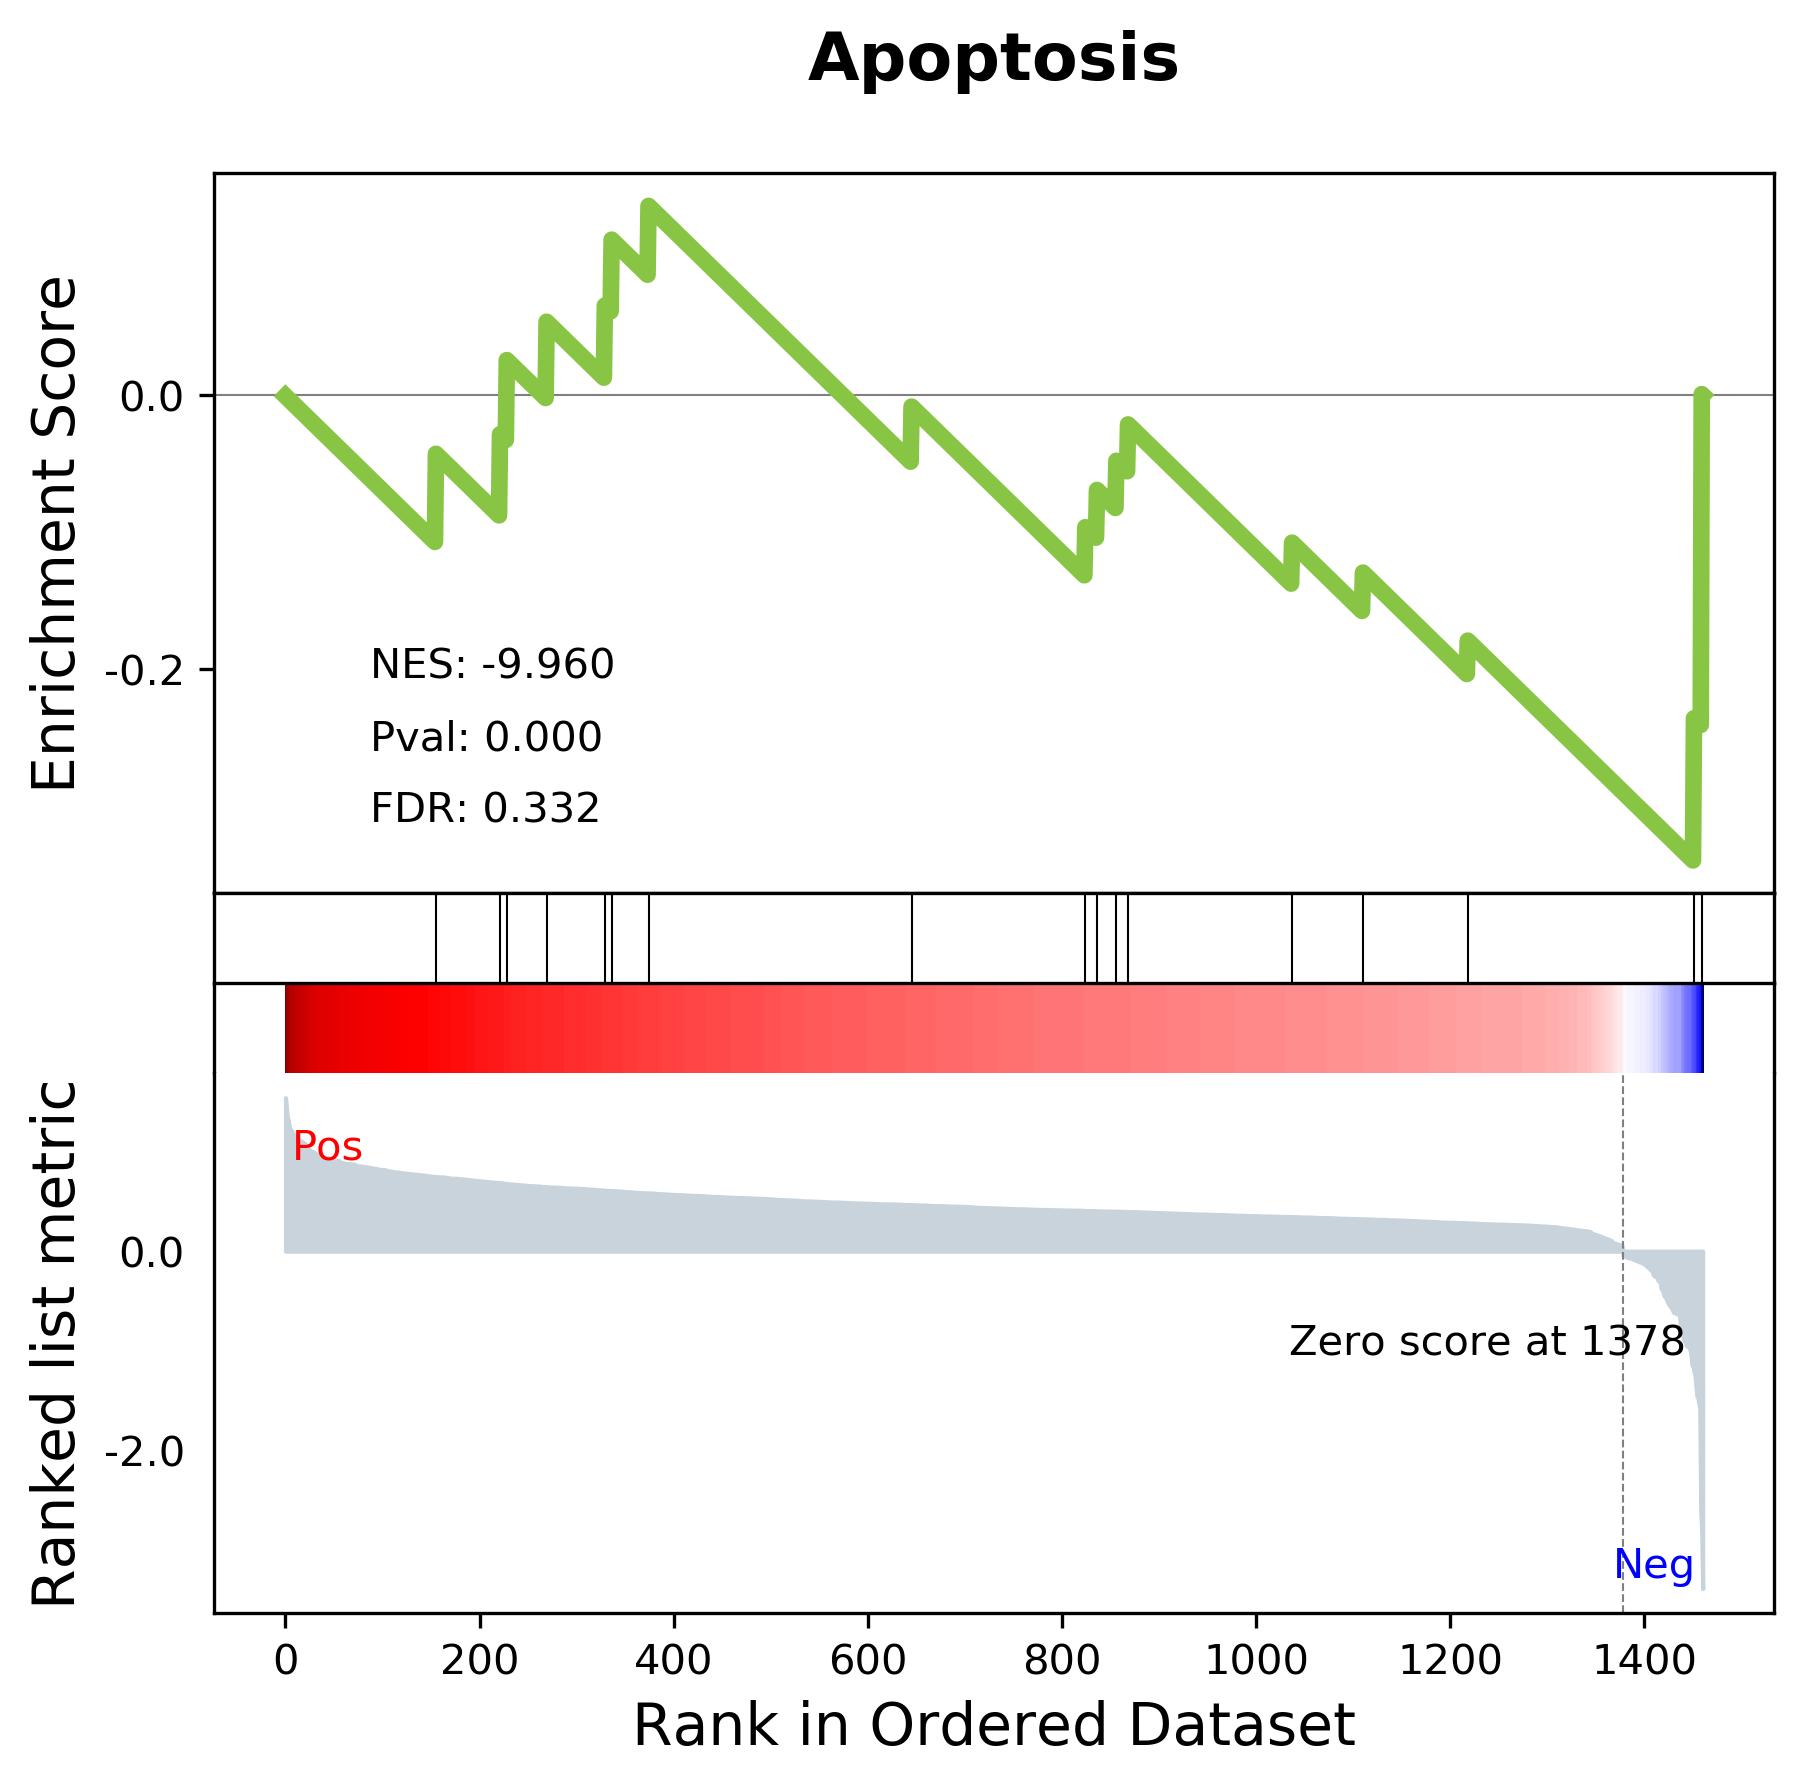 Apoptosis
Enrichment Score
0.0
-0.2
NES: -9.960
Pval: 0.000
FDR: 0.332
Ranked list metric
Pos
0.0
Zero score at 1378
-2.0
Neg
0 200 400 600 800 1000 1200 1400
Rank in Ordered Dataset